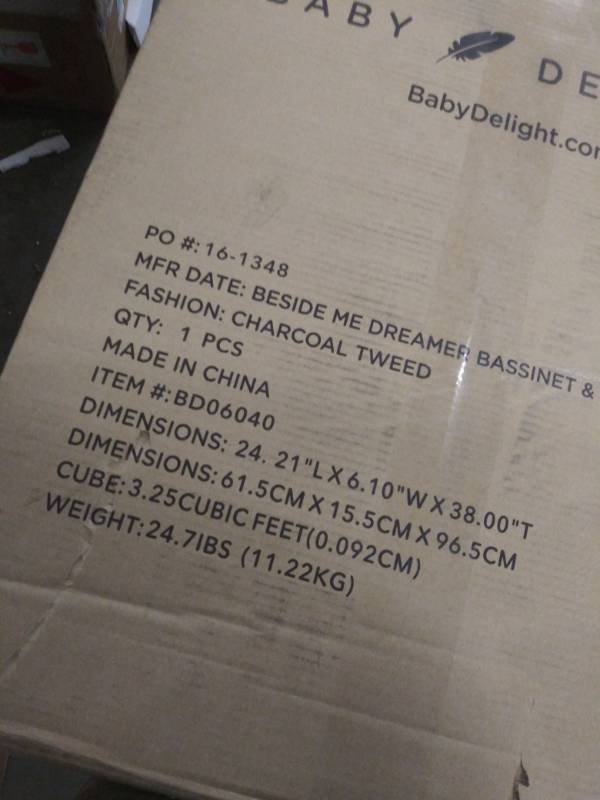 BABY DE
BabyDelight.com
PO #: 16-1348
MFR DATE: BESIDE ME DREAMER BASSINET &
FASHION: CHARCOAL TWEED
QTY: 1 PCS
MADE IN CHINA
ITEM #:BD06040
DIMENSIONS: 24. 21"L X 6.10"W X 38.00"T
DIMENSIONS: 61.5CM X 15.5CM X 96.5CM
CUBE: 3.25CUBIC FEET(0.092CM)
WEIGHT: 24.7IBS (11.22KG)